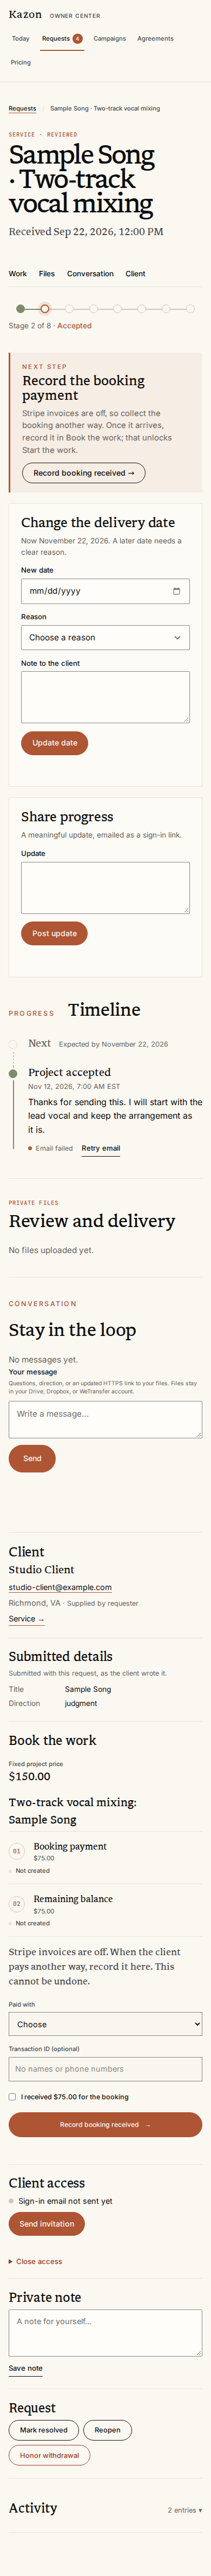 Kazon OWNER CENTER
Today Requests 4 Campaigns Agreements
Pricing
Requests / Sample Song · Two-track vocal mixing
SERVICE · REVIEWED
Sample Song
· Two-track
vocal mixing
Received Sep 22, 2026, 12:00 PM
Work Files Conversation Client
Stage 2 of 8 · Accepted
NEXT STEP
Record the booking
payment
Stripe invoices are off, so collect the
booking another way. Once it arrives,
record it in Book the work; that unlocks
Start the work.
Record booking received →
Change the delivery date
Now November 22, 2026. A later date needs a
clear reason.
New date
mm/dd/yyyy
Reason
Choose a reason
Note to the client
Update date
Share progress
A meaningful update, emailed as a sign-in link.
Update
Post update
PROGRESS Timeline
Next Expected by November 22, 2026
Project accepted
Nov 12, 2026, 7:00 AM EST
Thanks for sending this. I will start with the
lead vocal and keep the arrangement as
it is.
Email failed Retry email
PRIVATE FILES
Review and delivery
No files uploaded yet.
CONVERSATION
Stay in the loop
No messages yet.
Your message
Questions, direction, or an updated HTTPS link to your files. Files stay
in your Drive, Dropbox, or WeTransfer account.
Write a message...
Send
Client
Studio Client
studio-client@example.com
Richmond, VA · Supplied by requester
Service →
Submitted details
Submitted with this request, as the client wrote it.
Title Sample Song
Direction judgment
Book the work
Fixed project price
$150.00
Two-track vocal mixing:
Sample Song
01 Booking payment
$75.00
Not created
02 Remaining balance
$75.00
Not created
Stripe invoices are off. When the client
pays another way, record it here. This
cannot be undone.
Paid with
Choose
Transaction ID (optional)
No names or phone numbers
I received $75.00 for the booking
Record booking received →
Client access
Sign-in email not sent yet
Send invitation
▶ Close access
Private note
A note for yourself...
Save note
Request
Mark resolved Reopen
Honor withdrawal
Activity 2 entries ▾